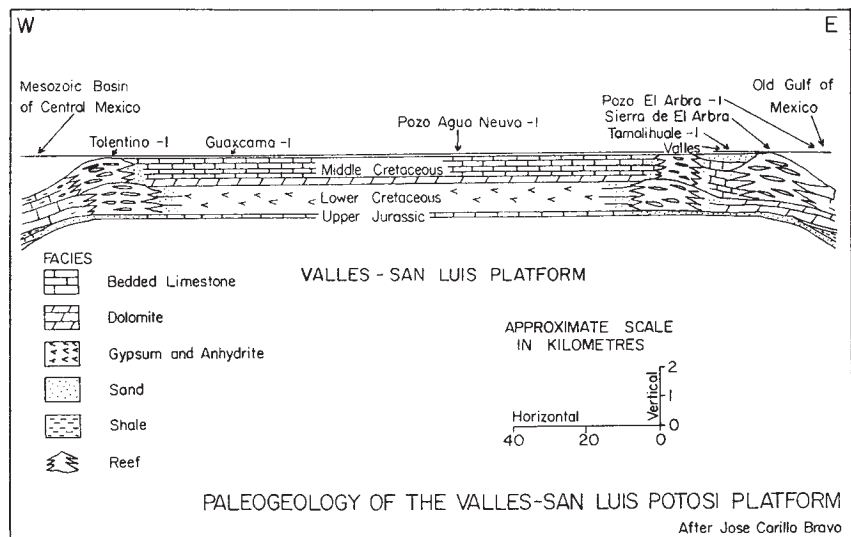 W
E
Mesozoic Basin
of Central Mexico
Tolentino -1
Guaxcama -1
Pozo Agua Neuva -1
Pozo El Arbra -1
Sierra de El Arbra
Tamalihuale -1
Valles
Old Gulf of
Mexico
Middle Cretaceous
Lower Cretaceous
Upper Jurassic
FACIES
Bedded Limestone
Dolomite
Gypsum and Anhydrite
Sand
Shale
Reef
VALLES - SAN LUIS PLATFORM
APPROXIMATE SCALE
IN KILOMETRES
Horizontal
40 20 0
Vertical
2
1
0
PALEOGEOLOGY OF THE VALLES-SAN LUIS POTOSI PLATFORM
After Jose Carillo Bravo